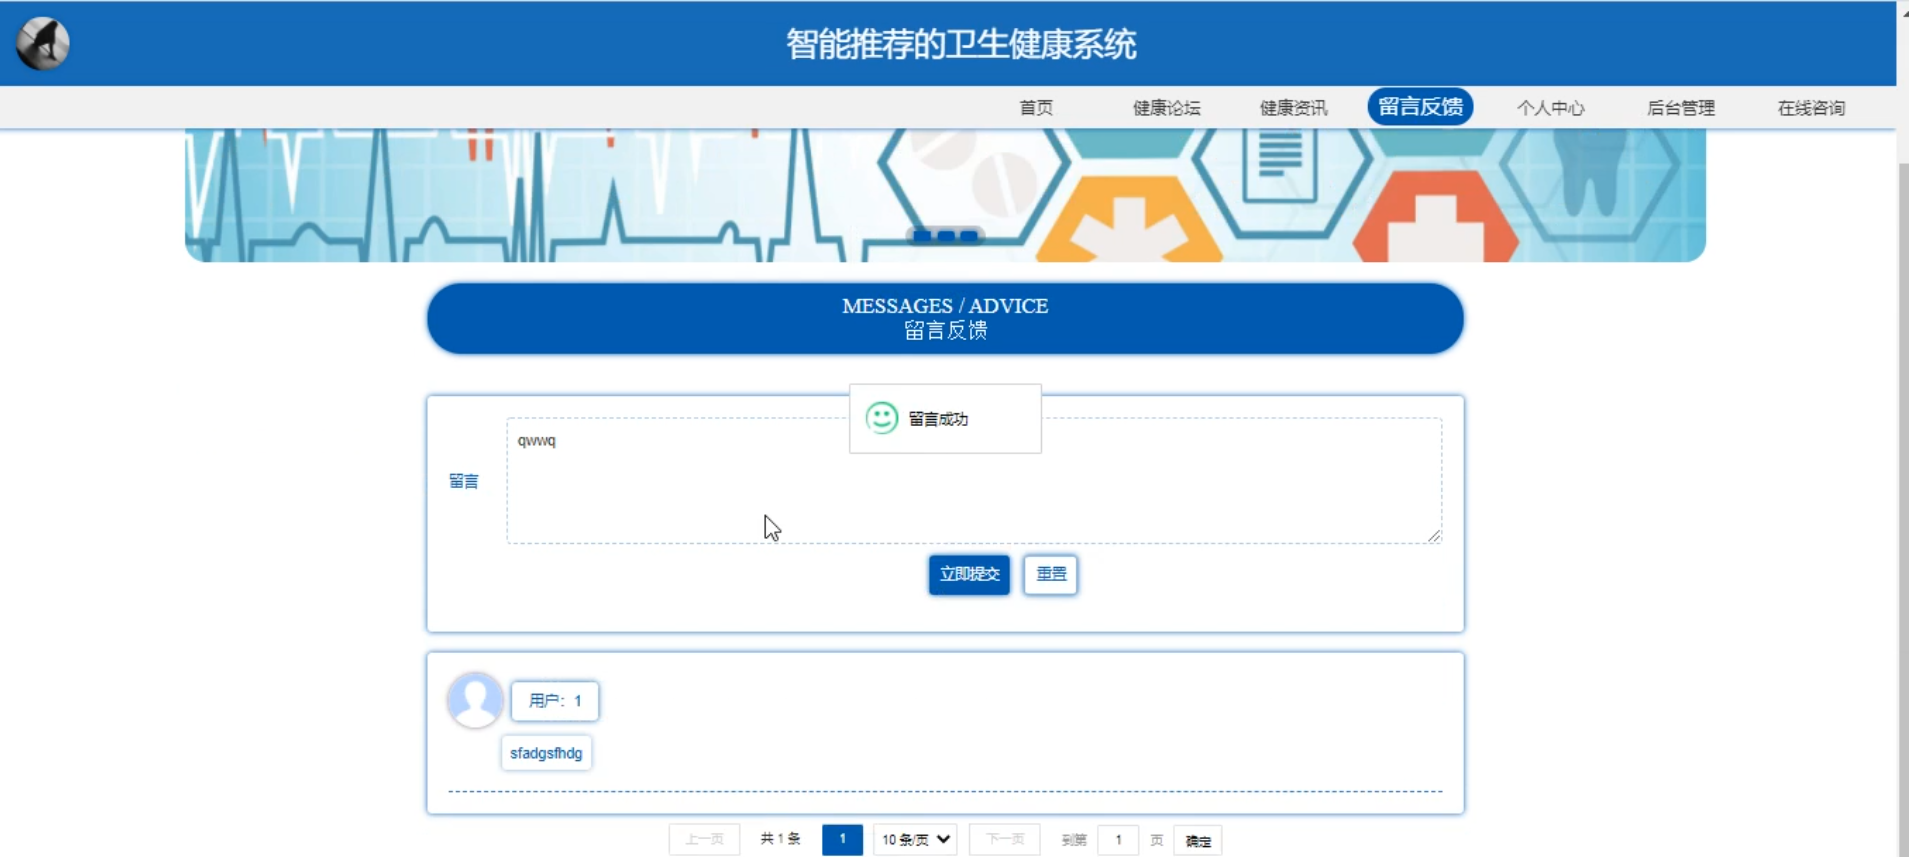 智能推荐的卫生健康系统
首页 健康论坛 健康资讯 留言反馈 个人中心 后台管理 在线咨询
MESSAGES / ADVICE
留言反馈
留言成功
qwwq
留言
立即提交 重置
用户：1
sfadgsfhdg
上一页 共 1 条 1 10 条/页 下一页 到第 1 页 确定